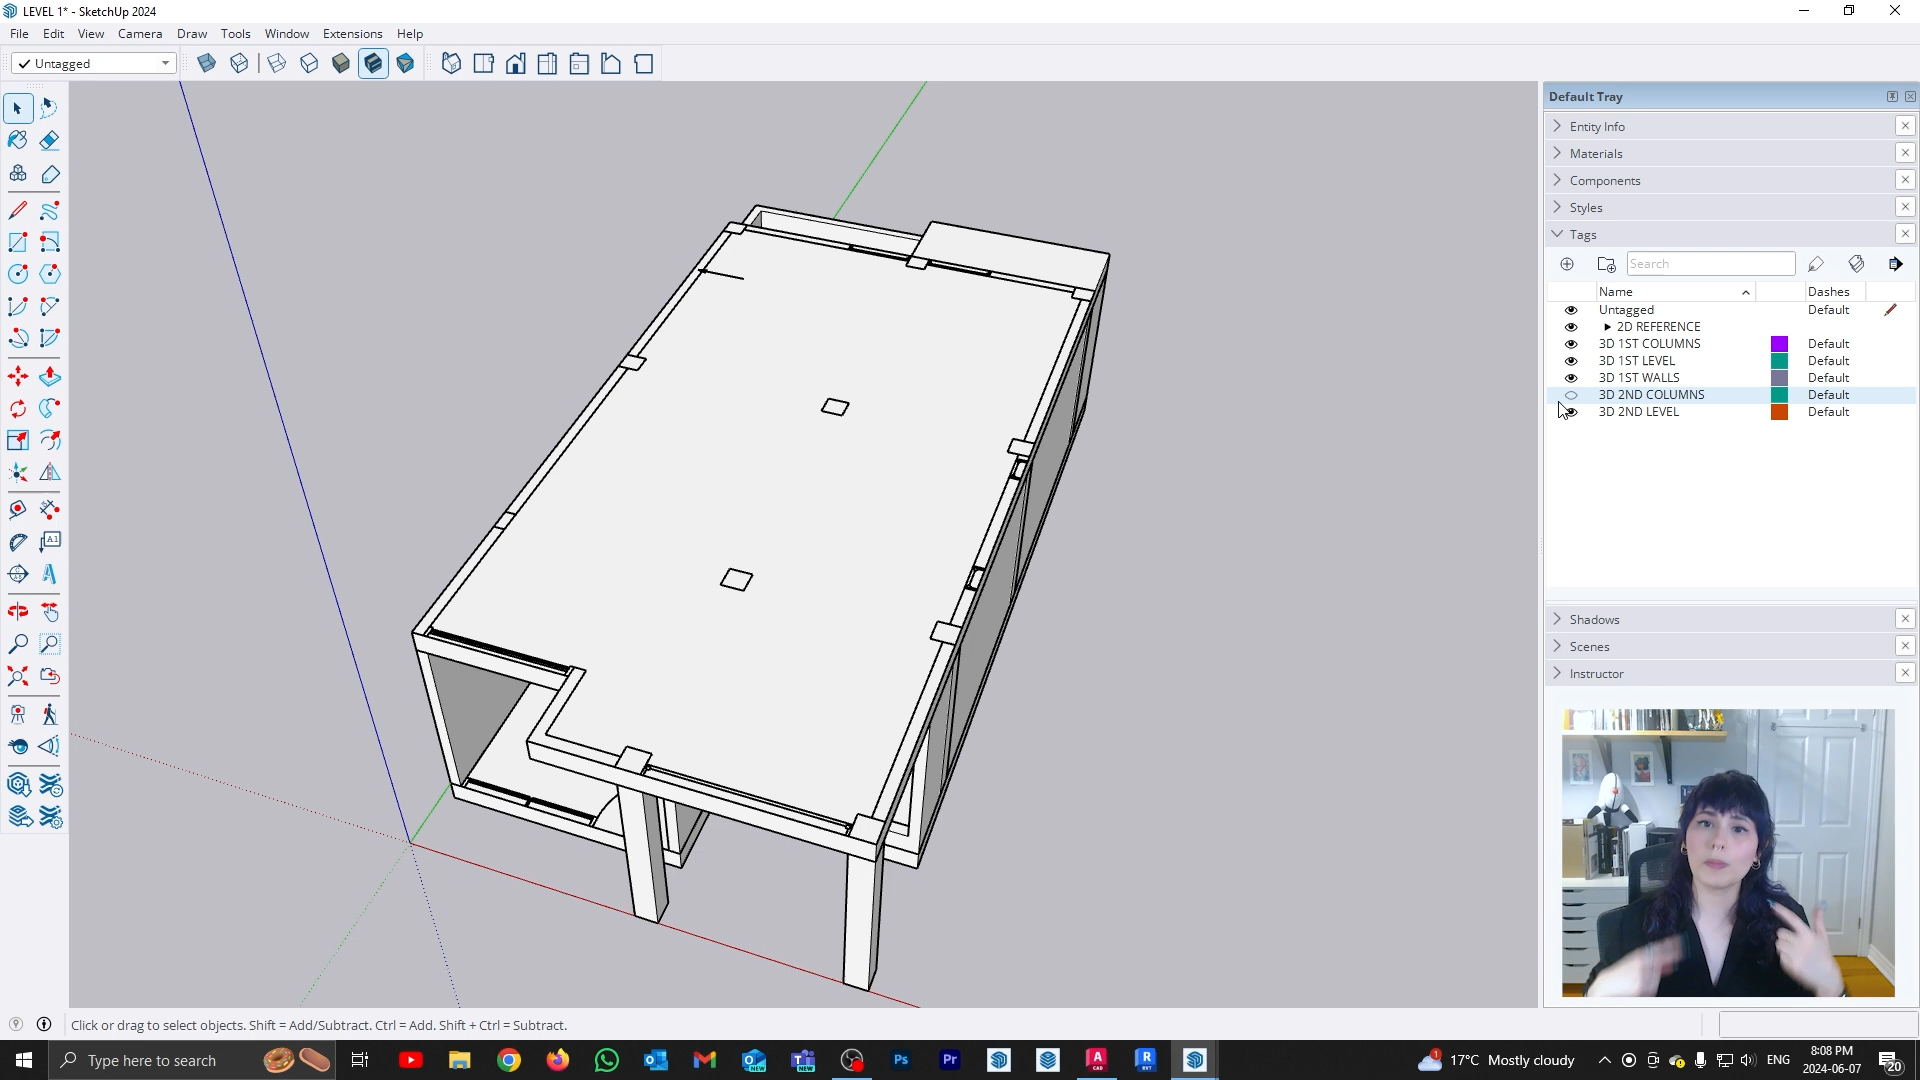 LEVEL 1* - SketchUp 2024
File Edit View Camera Draw Tools Window Extensions Help
Untagged
Default Tray
Entity Info
Materials
Components
Styles
Tags
Search
Name Dashes
Untagged Default
2D REFERENCE
3D 1ST COLUMNS Default
3D 1ST LEVEL Default
3D 1ST WALLS Default
3D 2ND COLUMNS Default
3D 2ND LEVEL Default
Shadows
Scenes
Instructor
Click or drag to select objects. Shift = Add/Subtract. Ctrl = Add. Shift + Ctrl = Subtract.
Type here to search
17°C Mostly cloudy
ENG
8:08 PM
2024-06-07
20